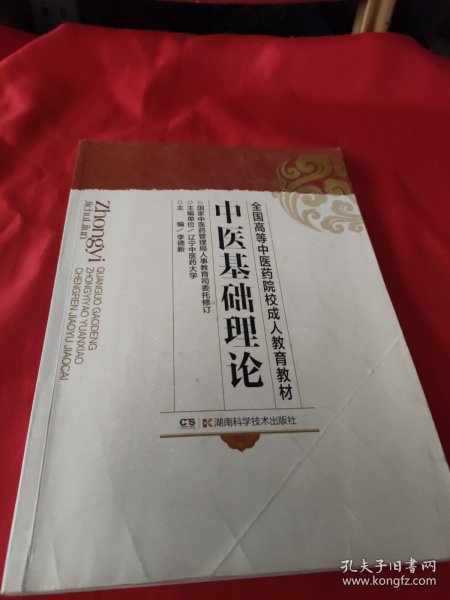 全国高等中医药院校成人教育教材
中医基础理论
◎国家中医药管理局人事教育司委托修订
◎主编单位/辽宁中医药大学
◎主 编/李德新
Zhongyi
Jichu Lilun
QUANGUO GAODENG
ZHONGYIYAO YUANXIAO
CHENGREN JIAOYU JIAOCAI
CS
湖南科学技术出版社
孔夫子旧书网
www.kongfz.com